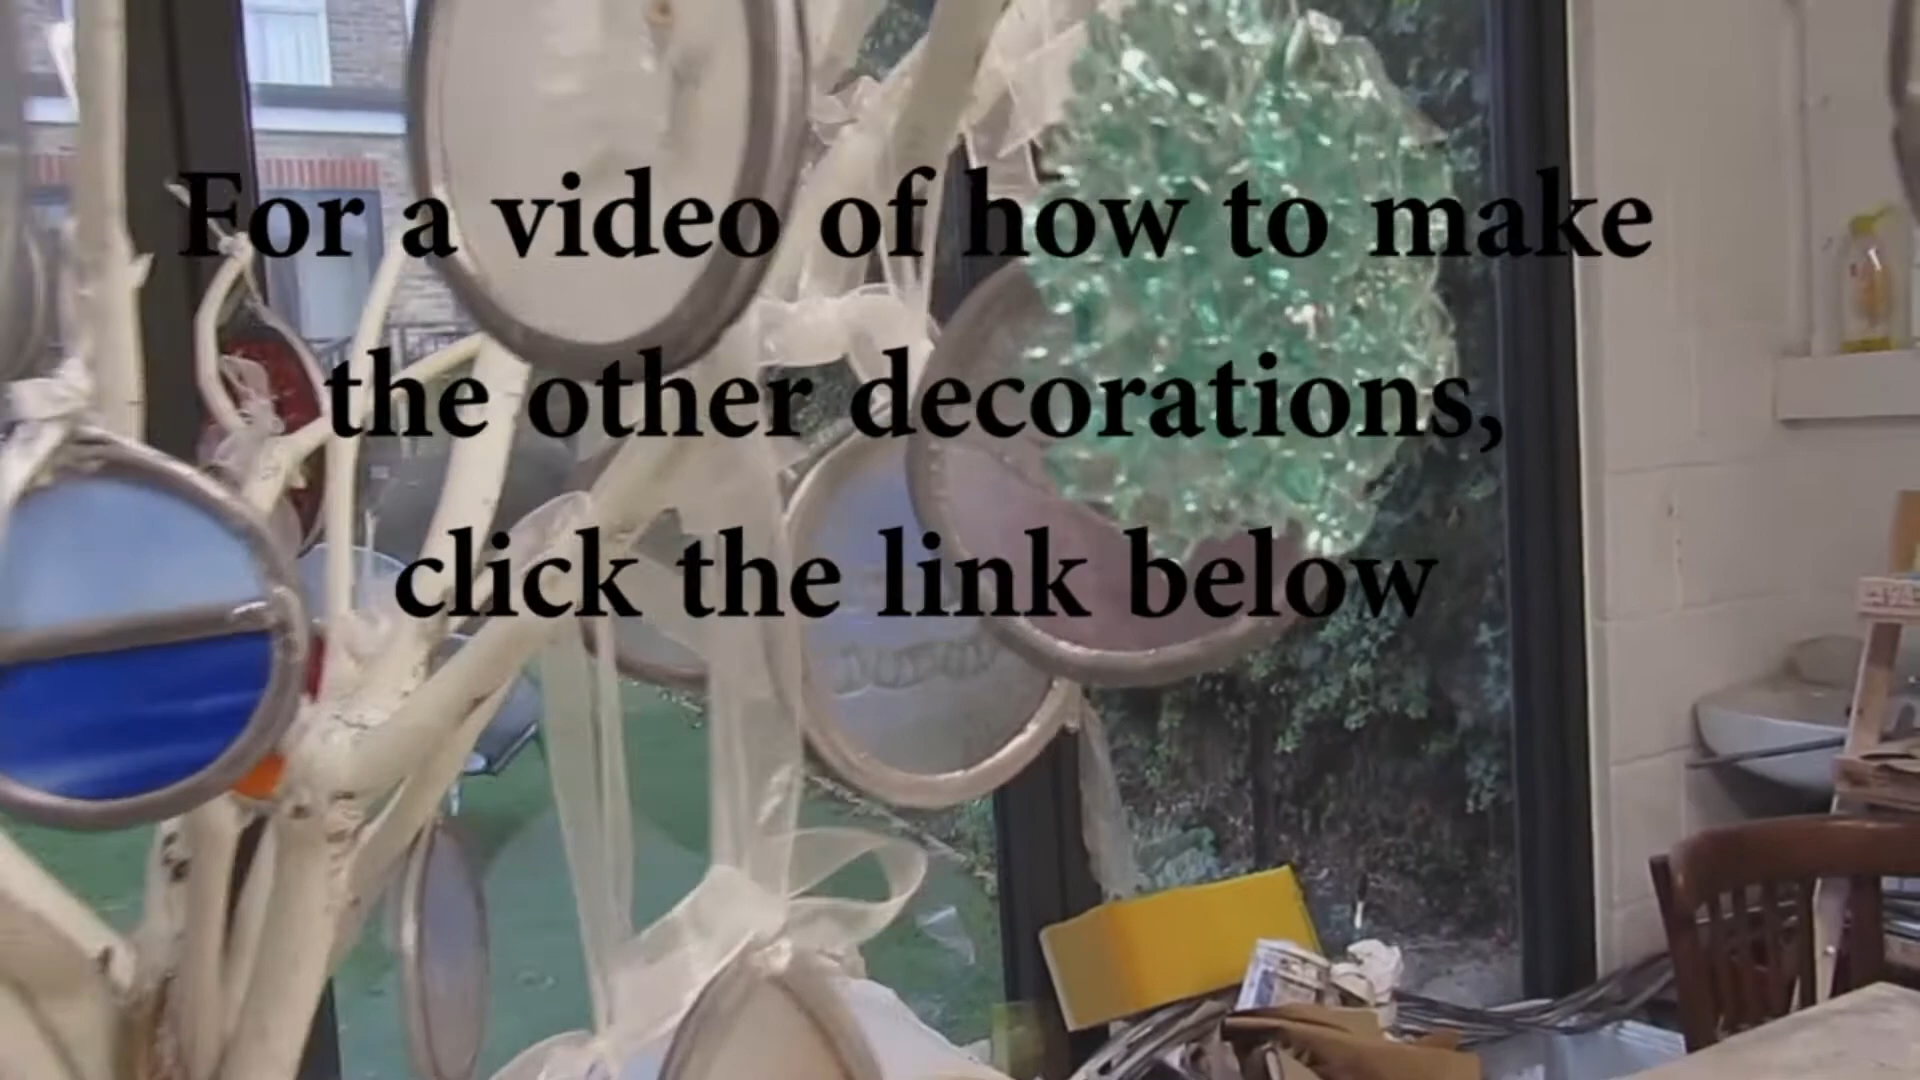 For a video of how to make
the other decorations,
click the link below